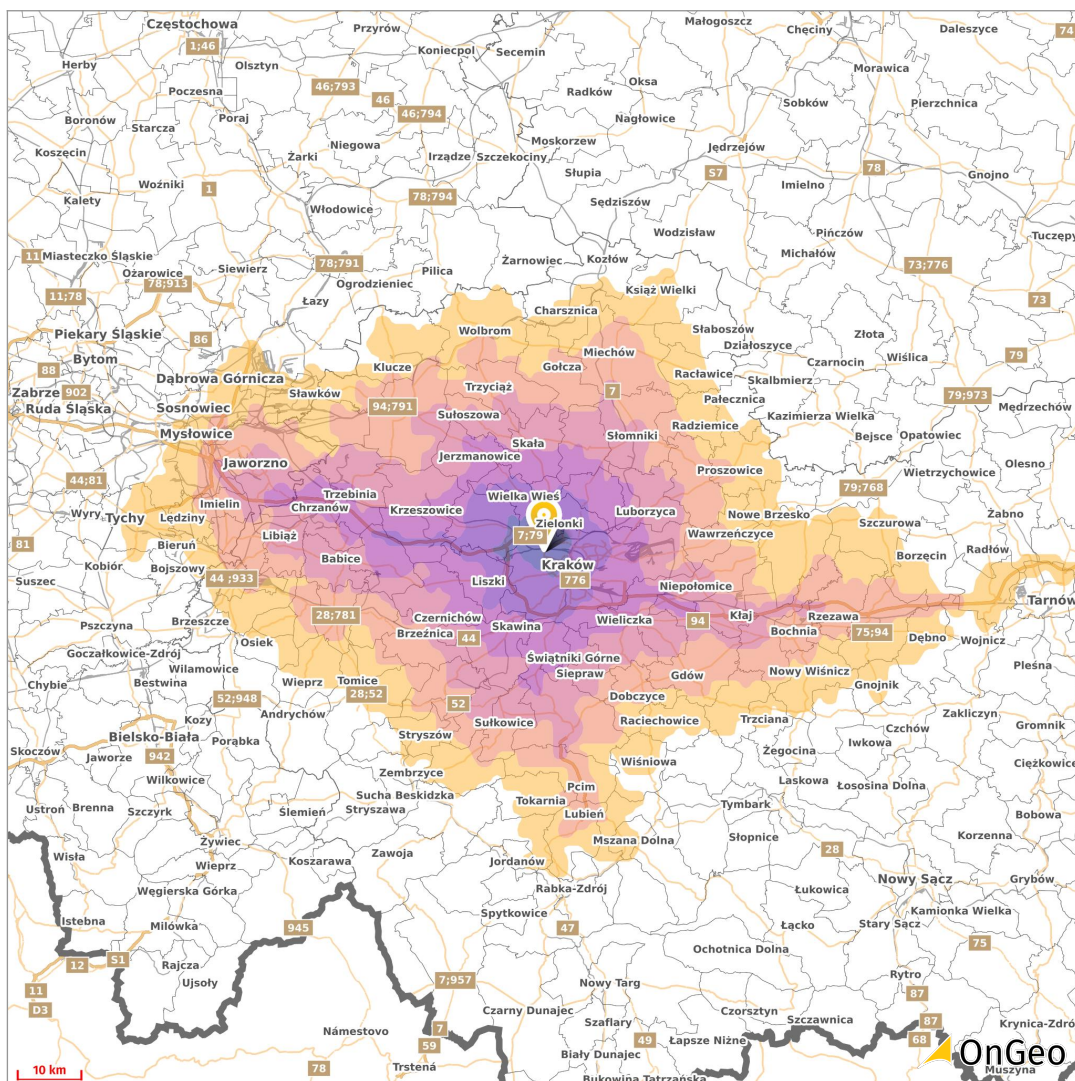 Częstochowa
Przyrów
Małogoszcz
Chęciny
Daleszyce
74
1;46
Koniecpol
Secemin
Herby
Olsztyn
Morawica
46;793
Oksa
Poczesna
46
Radków
Sobków
Pierzchnica
Boronów
Poraj
46;794
Nagłowice
Starcza
Niegowa
Moskorzew
Jędrzejów
Koszęcin
Żarki
Irządze
Szczekociny
78
S7
Słupia
Gnojno
Woźniki
1
Imielno
Kalety
78;794
Włodowice
Sędziszów
Wodzisław
Pińczów
Tuczępy
11
Miasteczko Śląskie
Michałów
Żarnowiec
Kozłów
78;791
Siewierz
Pilica
73;776
Ożarowice
78;913
Ogrodzieniec
11;78
Łazy
Książ Wielki
73
Charsznica
Piekary Śląskie
86
Wolbrom
Słaboszów
Złota
Bytom
Działoszyce
Miechów
79
Wiślica
Klucze
Gołcza
Czarnocin
88
Dąbrowa Górnicza
Racławice
Skalbmierz
Zabrze
902
Sławków
Trzyciąż
7
Pałecznica
79;973
Ruda Śląska
Sosnowiec
94;791
Mędrzechów
Sułoszowa
Kazimierza Wielka
Mysłowice
Radziemice
Słomniki
Bejsce
Opatowiec
Skała
Jerzmanowice
Jaworzno
Olesno
Proszowice
Wietrzychowice
44;81
79;768
Trzebinia
Wielka Wieś
Imielin
Chrzanów
Krzeszowice
Luborzyca
Nowe Brzesko
Żabno
Wyry
Tychy
Lędziny
Zielonki
Szczurowa
7;79
Libiąż
Wawrzeńczyce
81
Bieruń
Radłów
Babice
Kraków
Borzęcin
Kobiór
Bojszowy
Suszec
44 ;933
Liszki
776
Niepołomice
Tarnów
28;781
Kłaj
Rzezawa
Brzeszcze
Czernichów
Wieliczka
94
Pszczyna
Skawina
Bochnia
75;94
Brzeźnica
44
Dębno
Wojnicz
Osiek
Goczałkowice-Zdrój
Świątniki Górne
Wilamowice
Siepraw
Nowy Wiśnicz
Pleśna
Gdów
Chybie
Bestwina
Wieprz
Tomice
Gnojnik
28;52
52;948
Dobczyce
52
Zakliczyn
Andrychów
Sułkowice
Raciechowice
Trzciana
Kozy
Gromnik
Czchów
Bielsko-Biała
Stryszów
Porąbka
Iwkowa
Skoczów
Żegocina
942
Jaworze
Wiśniowa
Ciężkowice
Zembrzyce
Wilkowice
Laskowa
Łososina Dolna
Pcim
Sucha Beskidzka
Tokarnia
Tymbark
Ustroń
Brenna
Szczyrk
Ślemień
Stryszawa
Lubień
Bobowa
Słopnice
Korzenna
Żywiec
Mszana Dolna
Zawoja
28
Wisła
Koszarawa
Jordanów
Wieprz
Nowy Sącz
Grybów
Węgierska Górka
Rabka-Zdrój
Łukowica
Spytkowice
Kamionka Wielka
Istebna
945
Milówka
47
Łącko
Stary Sącz
75
S1
Ochotnica Dolna
12
Rajcza
Rytro
Ujsoły
7;957
Nowy Targ
11
87
D3
Czarny Dunajec
Czorsztyn
Krynica-Zdrój
Szaflary
Szczawnica
87
Námestovo
7
59
49
Łapsze Niżne
68
Biały Dunajec
OnGeo
10 km
78
Trstená
Muszyna
Bukowina Tatrzańska